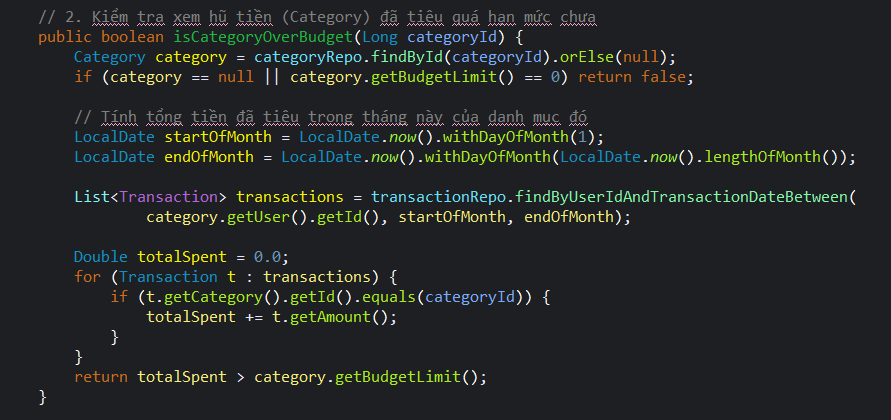 // 2. Kiểm tra xem hũ tiền (Category) đã tiêu quá hạn mức chưa
public boolean isCategoryOverBudget(Long categoryId) {
Category category = categoryRepo.findById(categoryId).orElse(null);
if (category == null || category.getBudgetLimit() == 0) return false;
// Tính tổng tiền đã tiêu trong tháng này của danh mục đó
LocalDate startOfMonth = LocalDate.now().withDayOfMonth(1);
LocalDate endOfMonth = LocalDate.now().withDayOfMonth(LocalDate.now().lengthOfMonth());
List<Transaction> transactions = transactionRepo.findByUserIdAndTransactionDateBetween(
category.getUser().getId(), startOfMonth, endOfMonth);
Double totalSpent = 0.0;
for (Transaction t : transactions) {
if (t.getCategory().getId().equals(categoryId)) {
totalSpent += t.getAmount();
}
}
return totalSpent > category.getBudgetLimit();
}